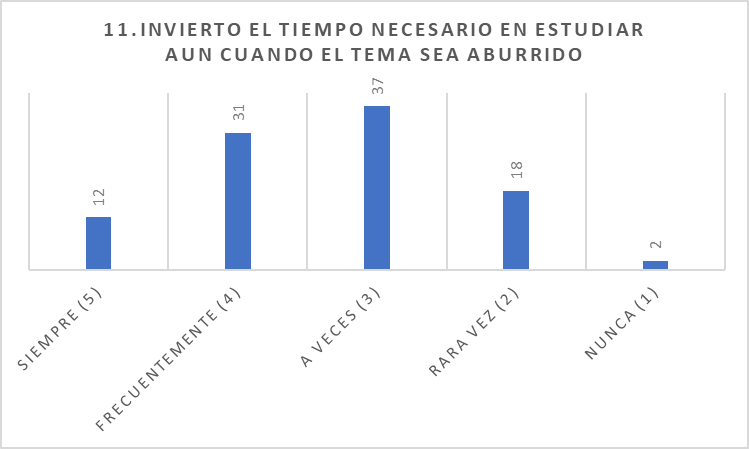 11.INVIERTO EL TIEMPO NECESARIO EN ESTUDIAR
AUN CUANDO EL TEMA SEA ABURRIDO
12
31
37
18
2
SIEMPRE (5)
FRECUENTEMENTE (4)
A VECES (3)
RARA VEZ (2)
NUNCA (1)